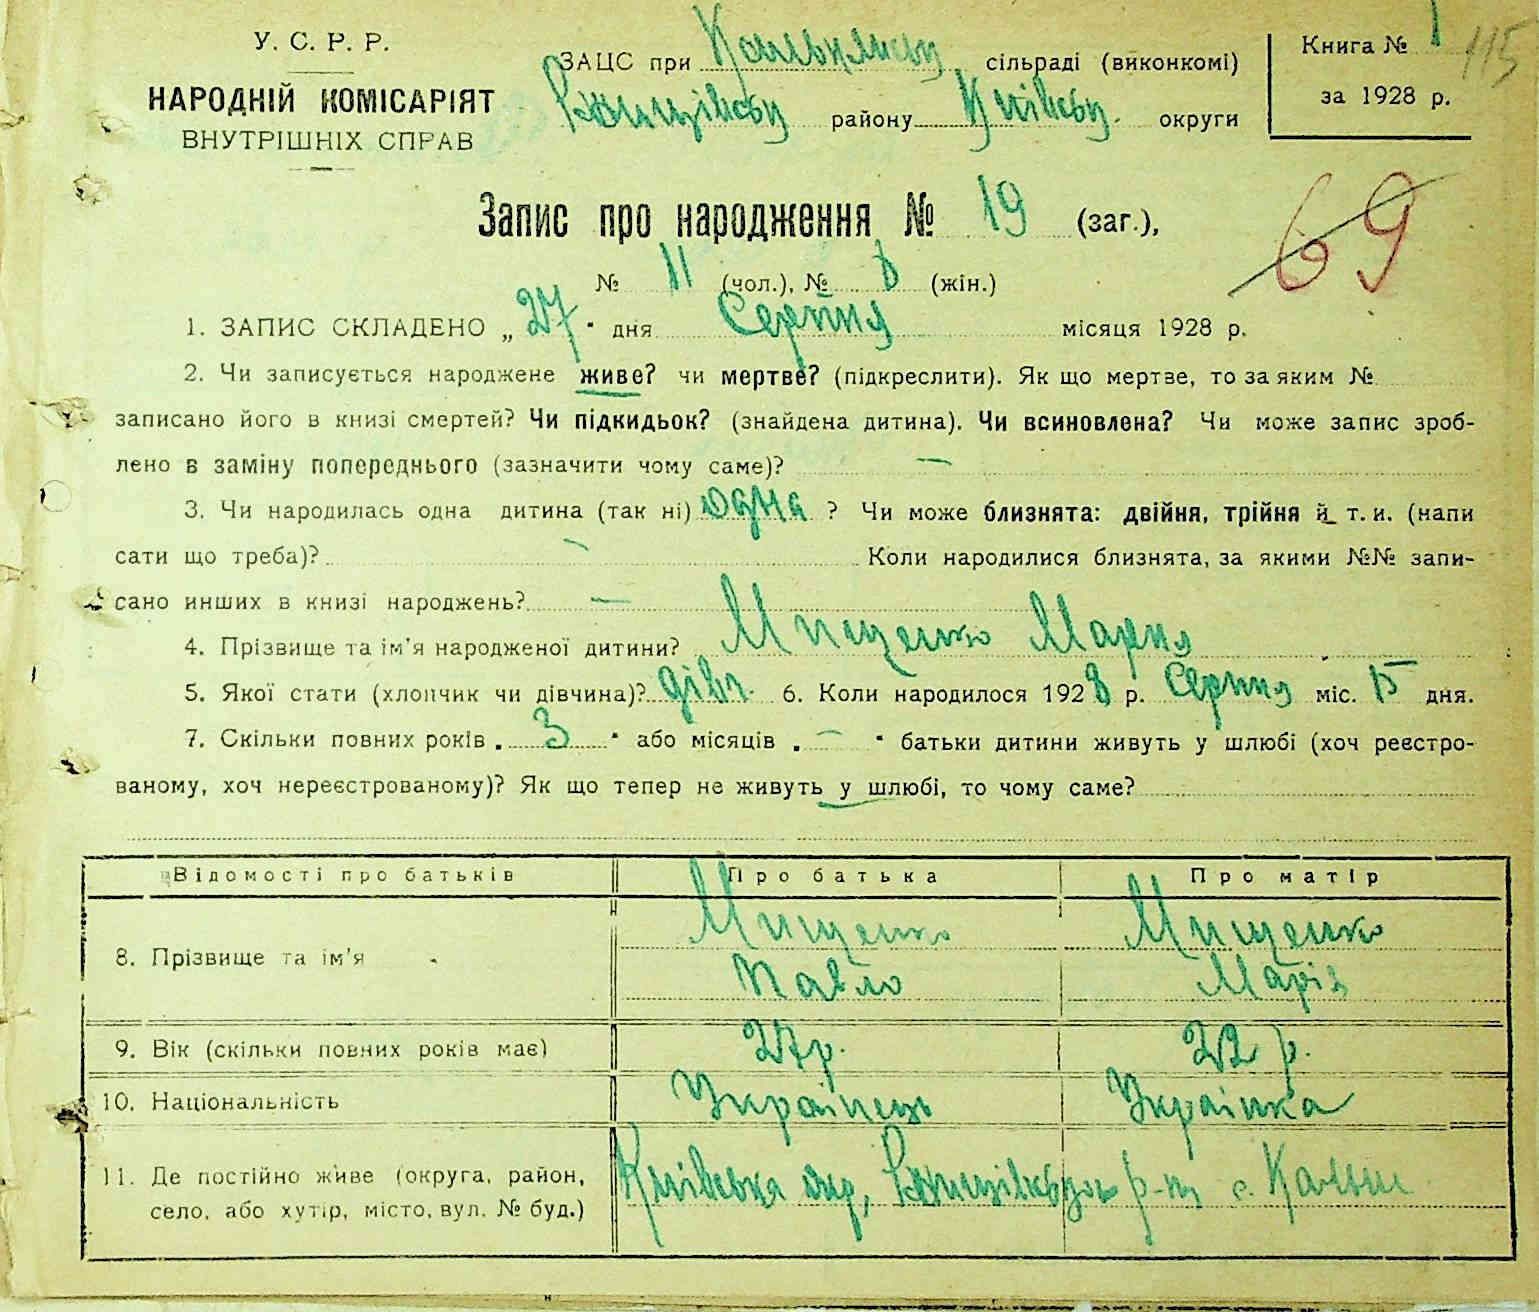 У. С. Р. Р.
НАРОДНІЙ КОМІСАРІЯТ
ВНУТРІШНІХ СПРАВ
ЗАЦС при сільраді (виконкомі)
Ржищівськ району Київськ. округи
Книга № 1
за 1928 р.
115
Запис про народження № 19 (заг.),
69
№ 11 (чол.), № 8 (жін.)
1. ЗАПИС СКЛАДЕНО „ 27 " дня Серпня місяця 1928 р.
2. Чи записується народжене живе? чи мертве? (підкреслити). Як що мертве, то за яким №
записано його в книзі смертей? Чи підкидьок? (знайдена дитина). Чи всиновлена? Чи може запис зроб-
лено в заміну попереднього (зазначити чому саме)? —
3. Чи народилась одна дитина (так ні) одна ? Чи може близнята: двійня, трійня й т. и. (напи
сати що треба)? — Коли народилися близнята, за якими №№ запи-
сано инших в книзі народжень? —
4. Прізвище та ім'я народженої дитини? Мищенко Мария
5. Якої стати (хлопчик чи дівчина)? дівч. 6. Коли народилося 1928 р. Серпня міс. 15 дня.
7. Скільки повних років „ 3 " або місяців „ — " батьки дитини живуть у шлюбі (хоч реєстро-
ваному, хоч нереєстрованому)? Як що тепер не живуть у шлюбі, то чому саме?
Відомості про батьків Про батька Про матір
8. Прізвище та ім'я Мищенко Мищенко
Павло Марія
9. Вік (скільки повних років має) 27 р. 22 р.
10. Національність Українець Українка
11. Де постійно живе (округа, район,
село, або хутір, місто, вул. № буд.)
Київська окр, р-ну с.